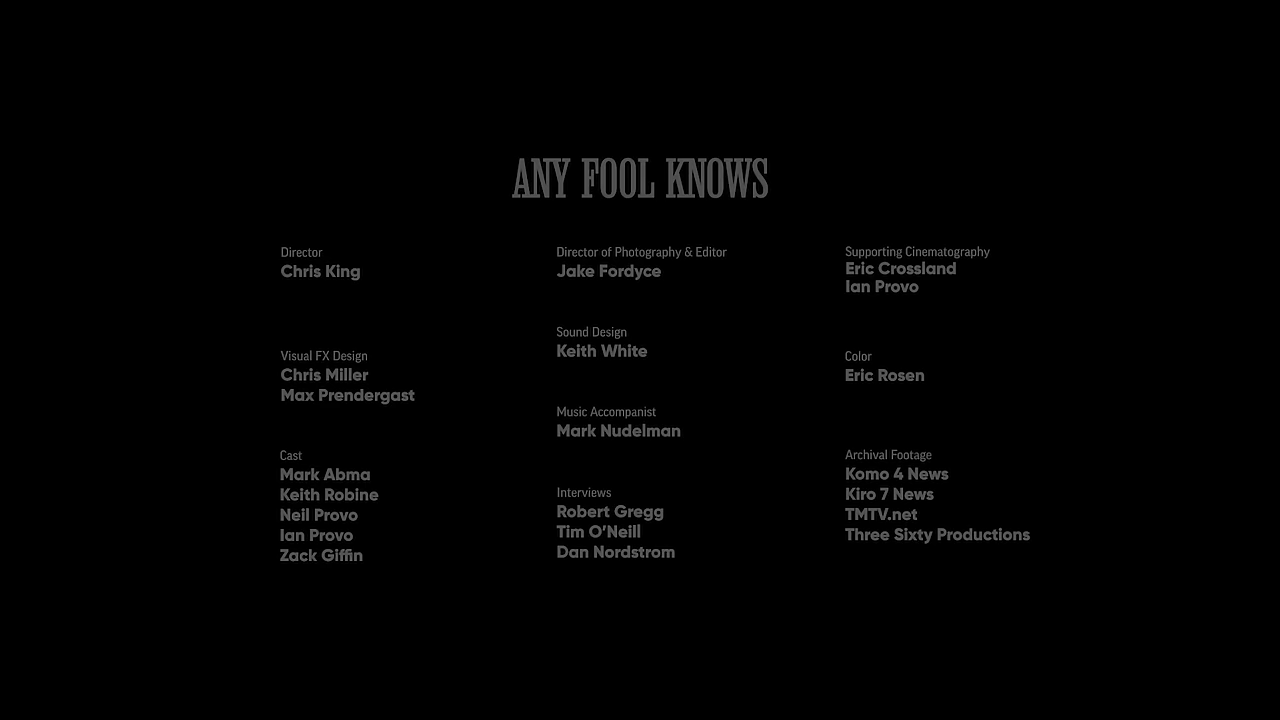 ANY FOOL KNOWS
Director
Chris King
Visual FX Design
Chris Miller
Max Prendergast
Cast
Mark Abma
Keith Robine
Neil Provo
Ian Provo
Zack Giffin
Director of Photography & Editor
Jake Fordyce
Sound Design
Keith White
Music Accompanist
Mark Nudelman
Interviews
Robert Gregg
Tim O’Neill
Dan Nordstrom
Supporting Cinematography
Eric Crossland
Ian Provo
Color
Eric Rosen
Archival Footage
Komo 4 News
Kiro 7 News
TMTV.net
Three Sixty Productions